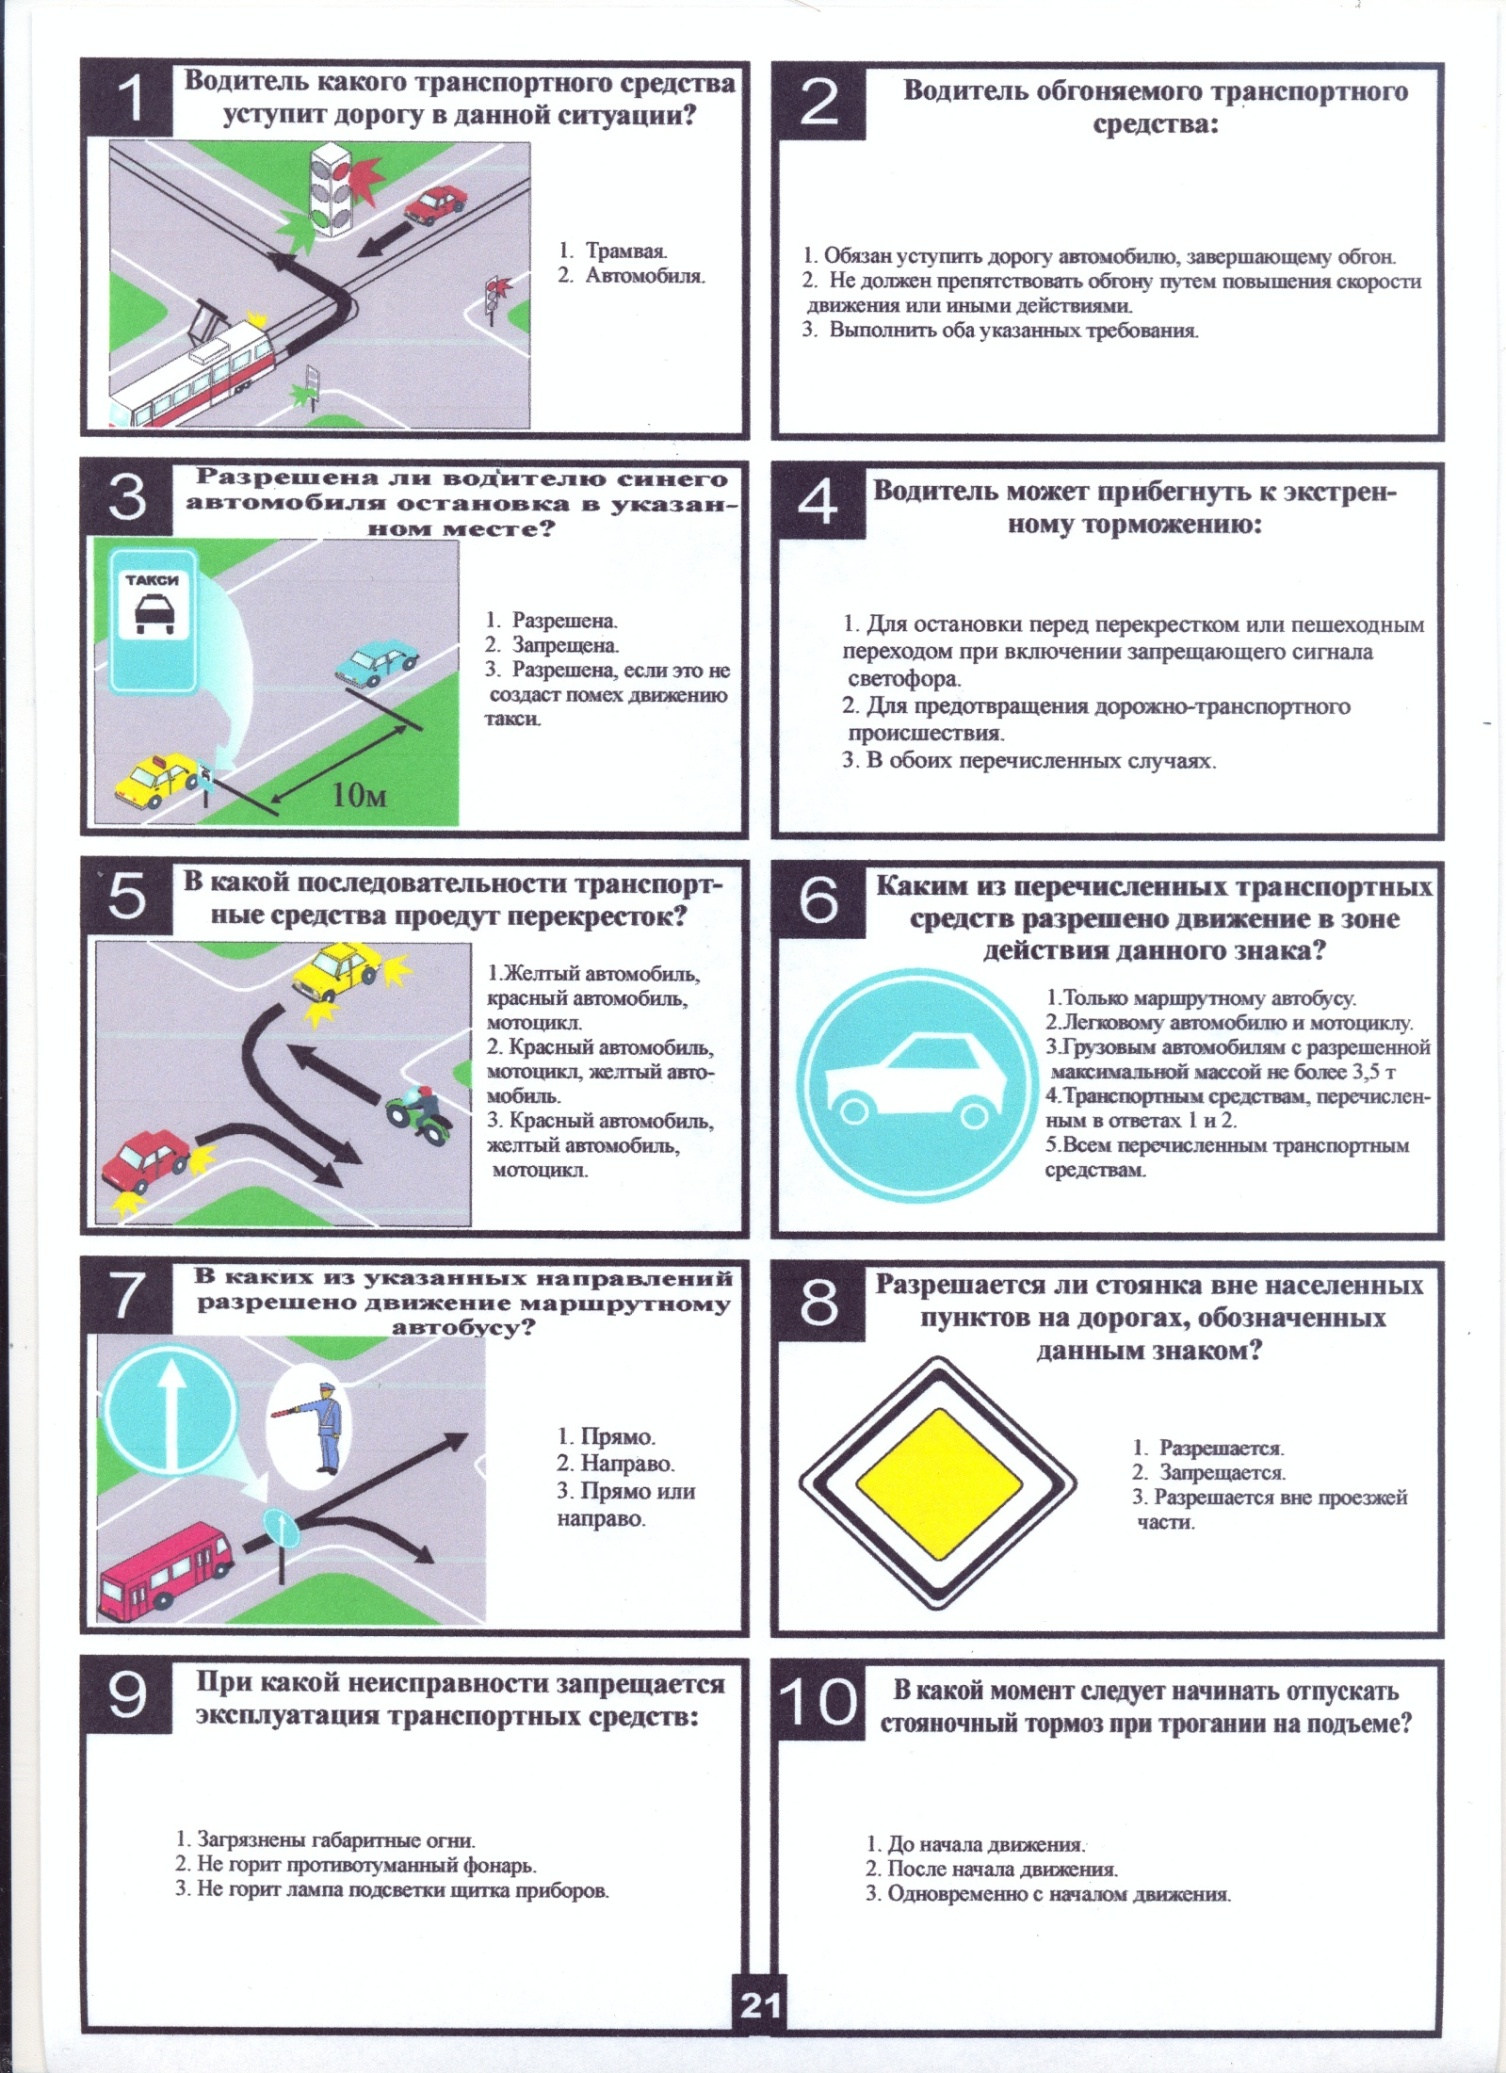 1
Водитель какого транспортного средства
уступит дорогу в данной ситуации?
1. Трамвая.
2. Автомобиля.
2
Водитель обгоняемого транспортного
средства:
1. Обязан уступить дорогу автомобилю, завершающему обгон.
2. Не должен препятствовать обгону путем повышения скорости
движения или иными действиями.
3. Выполнить оба указанных требования.
3
Разрешена ли водителю синего
автомобиля остановка в указан-
ном месте?
ТАКСИ
10м
1. Разрешена.
2. Запрещена.
3. Разрешена, если это не
создаст помех движению
такси.
4
Водитель может прибегнуть к экстрен-
ному торможению:
1. Для остановки перед перекрестком или пешеходным
переходом при включении запрещающего сигнала
светофора.
2. Для предотвращения дорожно-транспортного
происшествия.
3. В обоих перечисленных случаях.
5
В какой последовательности транспорт-
ные средства проедут перекресток?
1.Желтый автомобиль,
красный автомобиль,
мотоцикл.
2. Красный автомобиль,
мотоцикл, желтый авто-
мобиль.
3. Красный автомобиль,
желтый автомобиль,
мотоцикл.
6
Каким из перечисленных транспортных
средств разрешено движение в зоне
действия данного знака?
1.Только маршрутному автобусу.
2.Легковому автомобилю и мотоциклу.
3.Грузовым автомобилям с разрешенной
максимальной массой не более 3,5 т
4.Транспортным средствам, перечислен-
ным в ответах 1 и 2.
5.Всем перечисленным транспортным
средствам.
7
В каких из указанных направлений
разрешено движение маршрутному
автобусу?
1. Прямо.
2. Направо.
3. Прямо или
направо.
8
Разрешается ли стоянка вне населенных
пунктов на дорогах, обозначенных
данным знаком?
1. Разрешается.
2. Запрещается.
3. Разрешается вне проезжей
части.
9
При какой неисправности запрещается
эксплуатация транспортных средств:
1. Загрязнены габаритные огни.
2. Не горит противотуманный фонарь.
3. Не горит лампа подсветки щитка приборов.
10
В какой момент следует начинать отпускать
стояночный тормоз при трогании на подъеме?
1. До начала движения.
2. После начала движения.
3. Одновременно с началом движения.
21